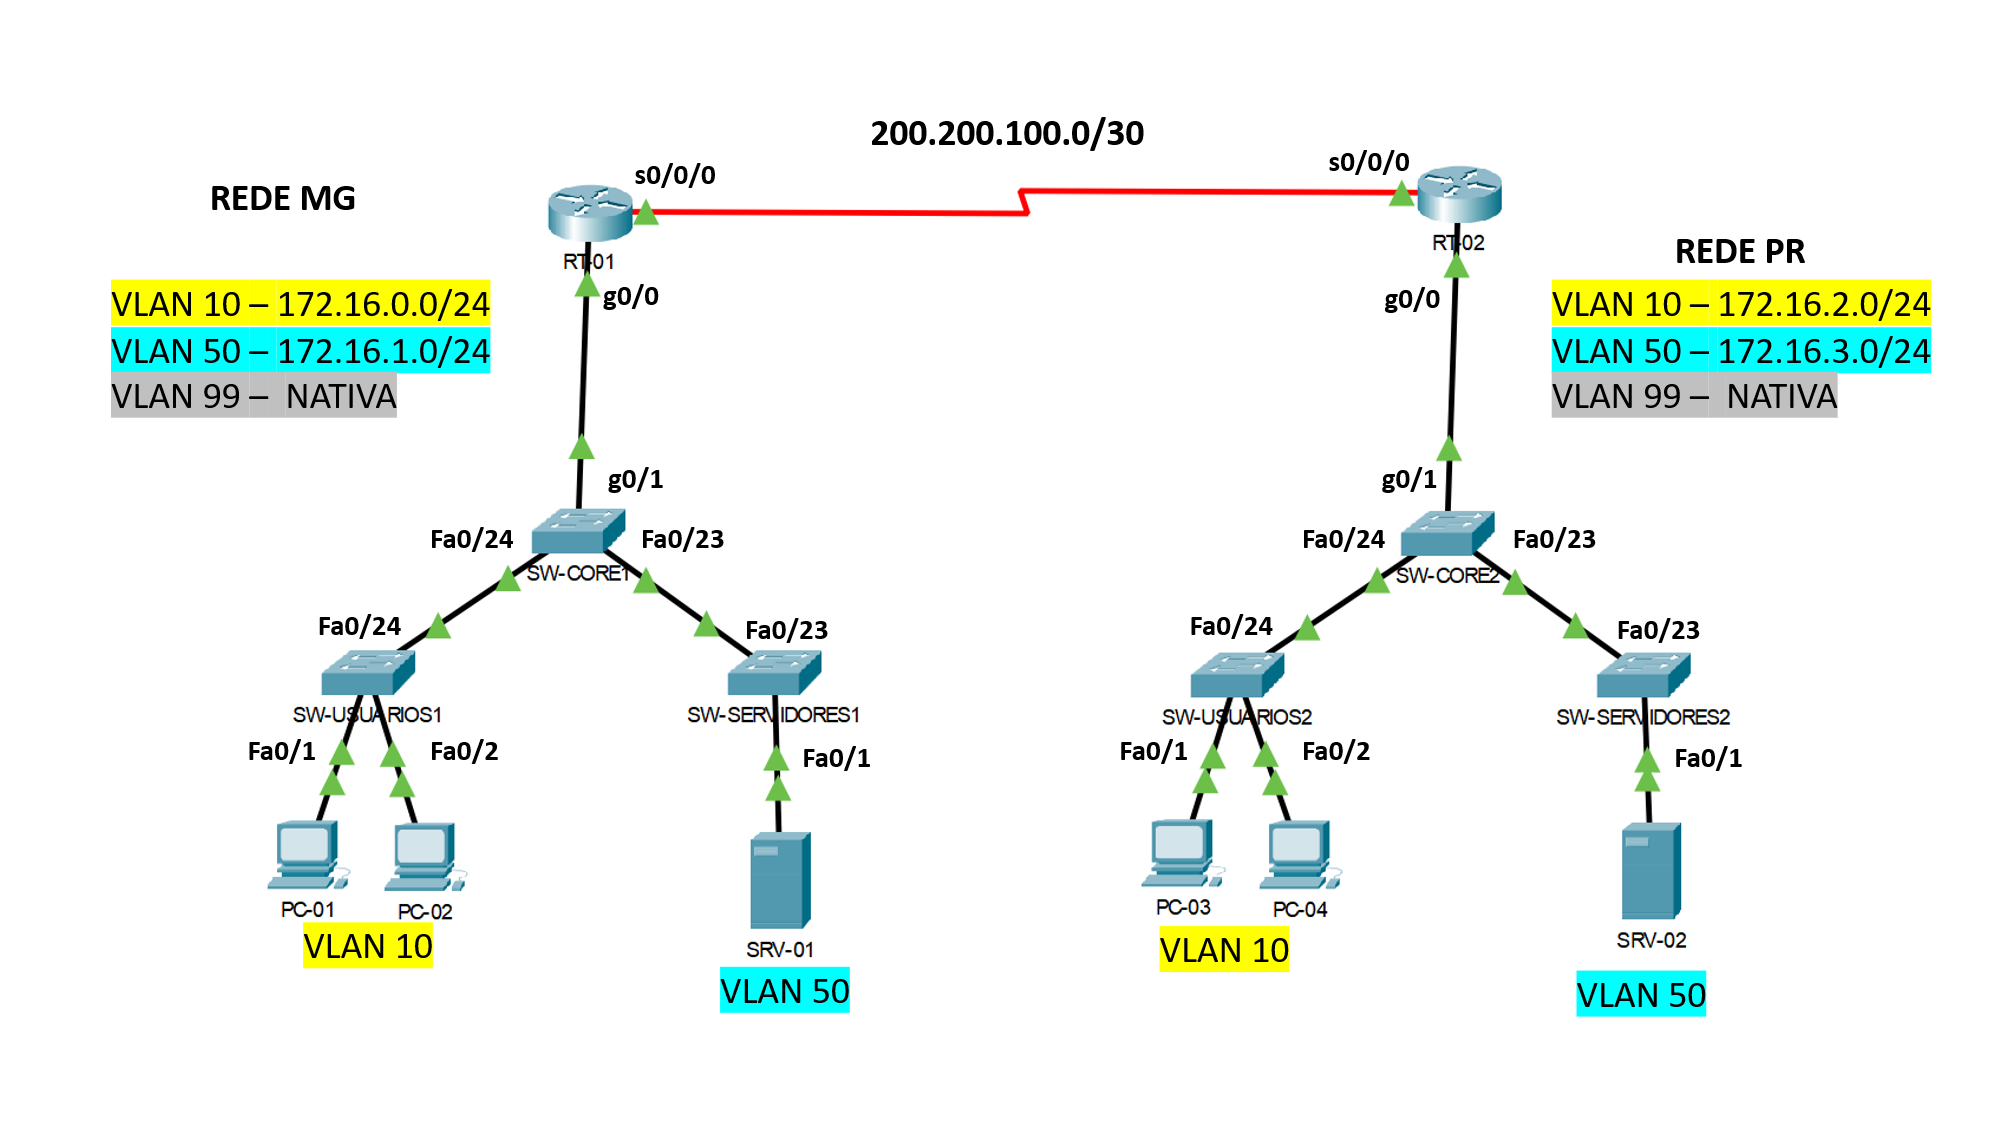 200.200.100.0/30
s0/0/0
s0/0/0
REDE MG
RT-01
RT-02
REDE PR
VLAN 10 – 172.16.0.0/24
VLAN 50 – 172.16.1.0/24
VLAN 99 – NATIVA
g0/0
g0/0
VLAN 10 – 172.16.2.0/24
VLAN 50 – 172.16.3.0/24
VLAN 99 – NATIVA
g0/1
g0/1
Fa0/24
Fa0/23
SW-CORE1
Fa0/24
Fa0/23
SW-CORE2
Fa0/24
Fa0/23
Fa0/24
Fa0/23
SW-USUARIOS1
SW-SERVIDORES1
SW-USUARIOS2
SW-SERVIDORES2
Fa0/1
Fa0/2
Fa0/1
Fa0/1
Fa0/2
Fa0/1
PC-01
PC-02
PC-03
PC-04
VLAN 10
SRV-01
VLAN 10
SRV-02
VLAN 50
VLAN 50